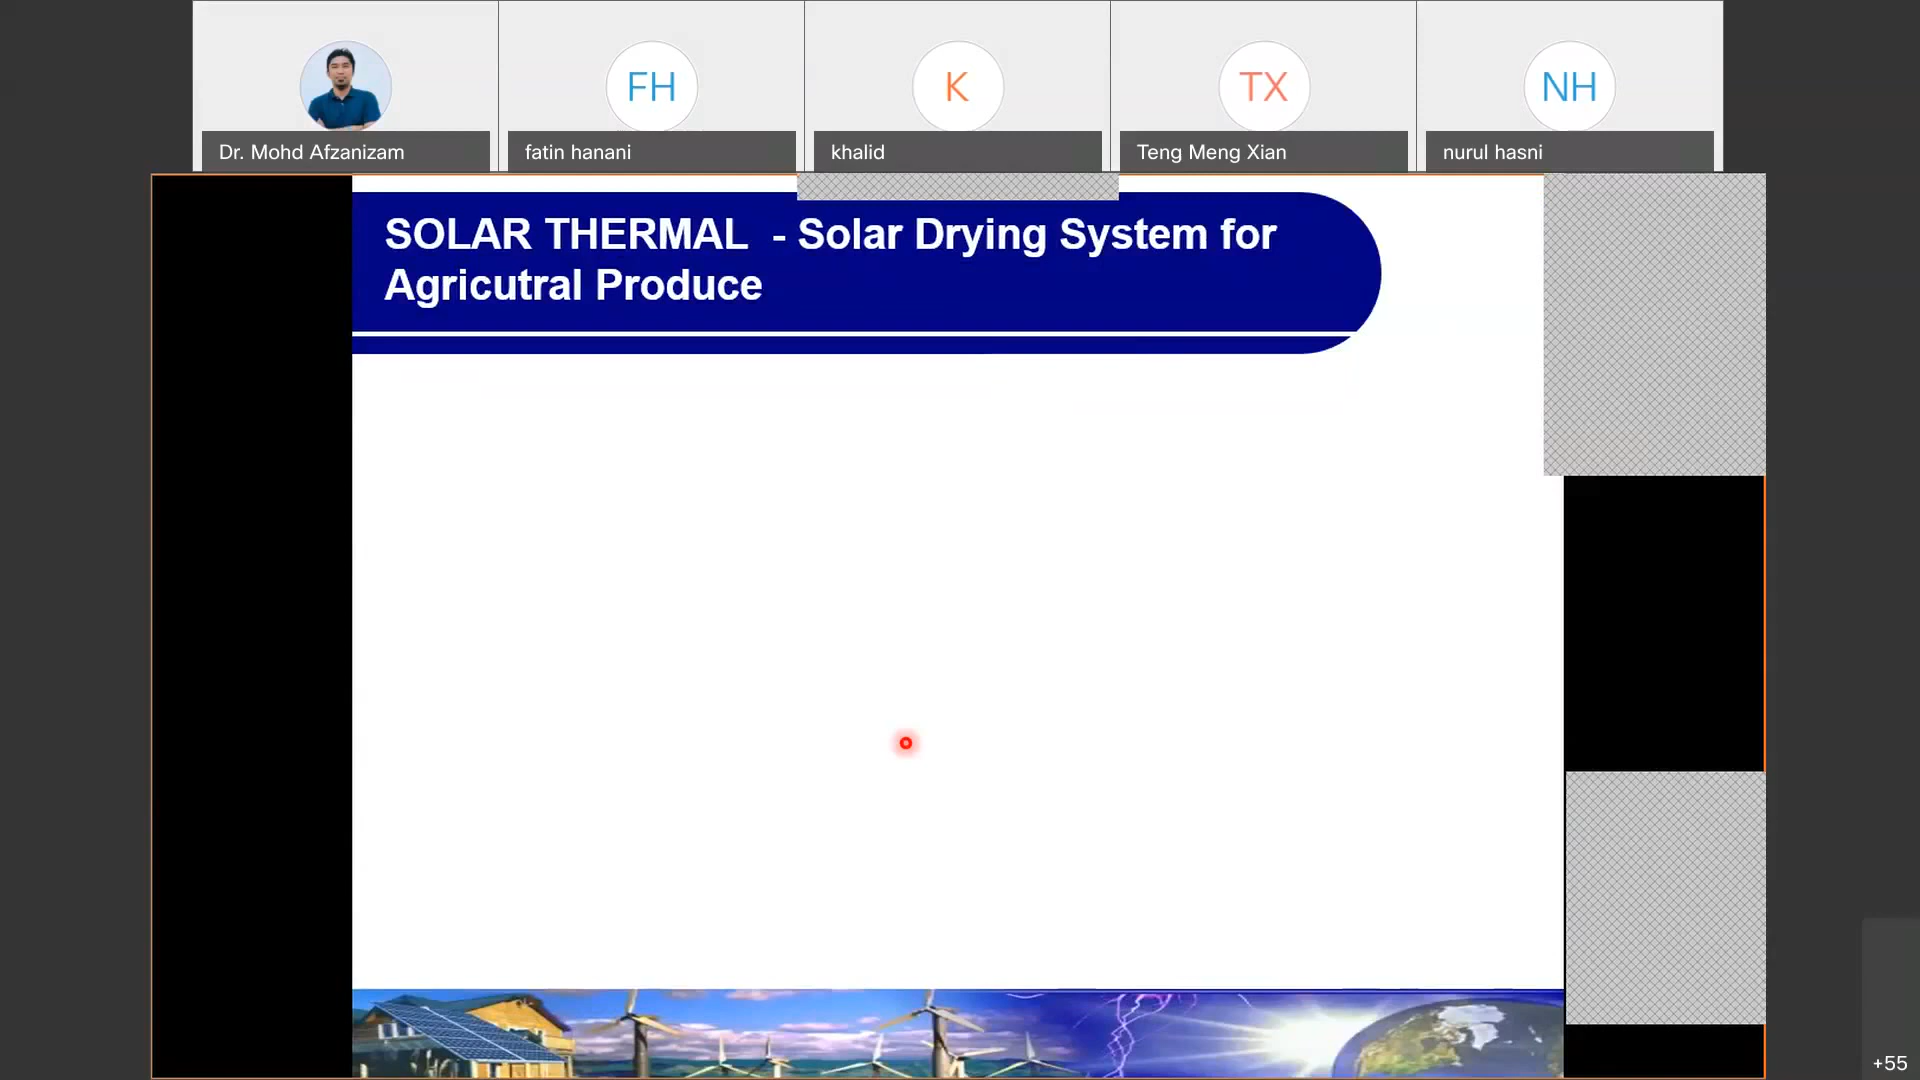 FH
K
TX
NH
Dr. Mohd Afzanizam
fatin hanani
khalid
Teng Meng Xian
nurul hasni
SOLAR THERMAL - Solar Drying System for
Agricutral Produce
+55